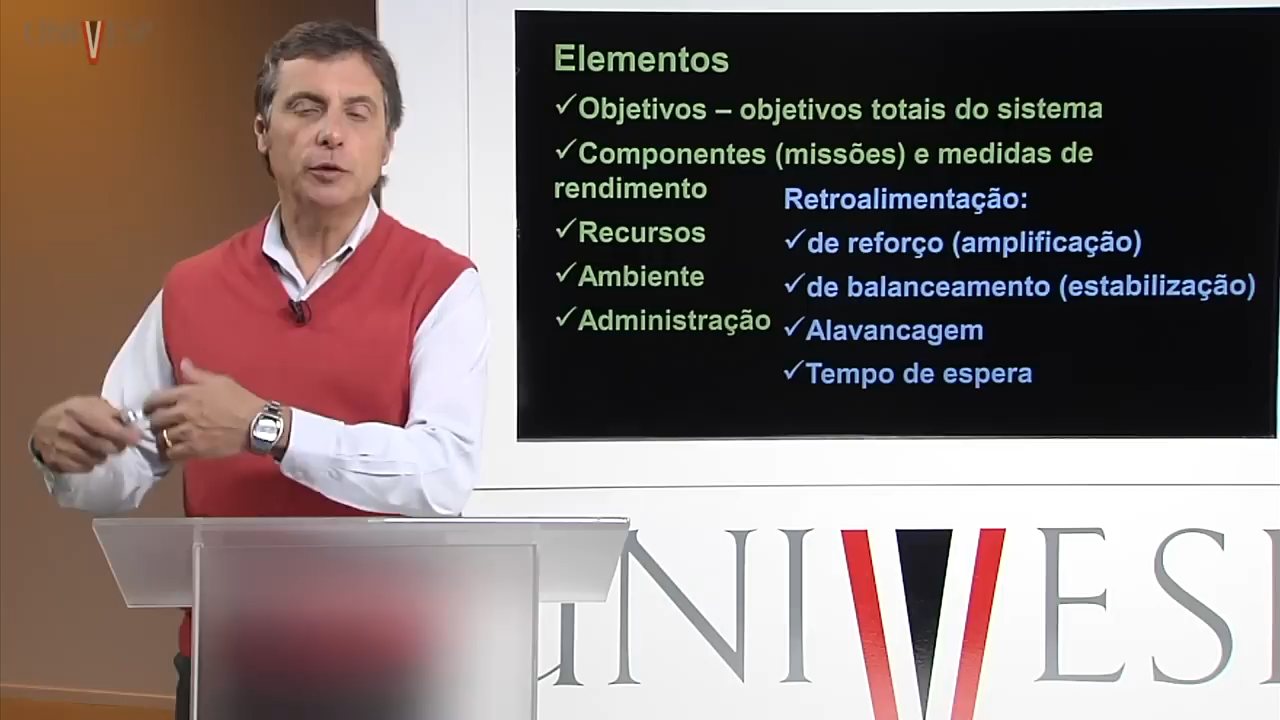 UNIVESP
Elementos
✓Objetivos – objetivos totais do sistema
✓Componentes (missões) e medidas de
rendimento
✓Recursos
✓Ambiente
✓Administração
Retroalimentação:
✓de reforço (amplificação)
✓de balanceamento (estabilização)
✓Alavancagem
✓Tempo de espera
UNIVES